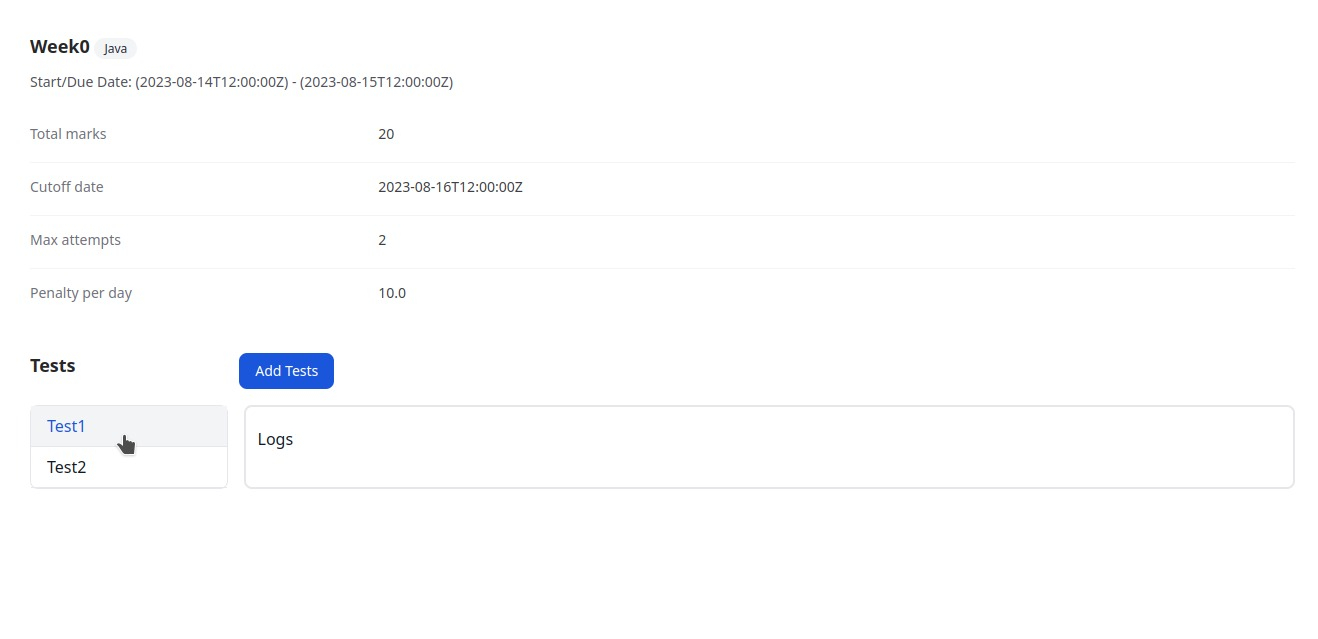 Week0 Java
Start/Due Date: (2023-08-14T12:00:00Z) - (2023-08-15T12:00:00Z)
Total marks 20
Cutoff date 2023-08-16T12:00:00Z
Max attempts 2
Penalty per day 10.0
Tests Add Tests
Test1
Logs
Test2